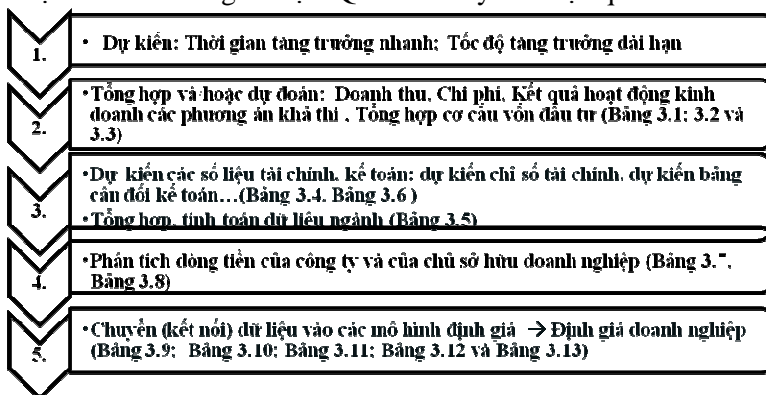 1.
• Dự kiến: Thời gian tăng trưởng nhanh; Tốc độ tăng trưởng dài hạn
2.
•Tổng hợp và hoặc dự đoán: Doanh thu, Chi phí, Kết quả hoạt động kinh
doanh các phương án khả thi . Tổng hợp cơ cấu vốn đầu tư (Bảng 3.1; 3.2 và
3.3)
3.
•Dự kiến các số liệu tài chính, kế toán: dự kiến chỉ số tài chính, dự kiến bảng
cân đối kế toán…(Bảng 3.4. Bảng 3.6 )
•Tổng hợp, tính toán dữ liệu ngành (Bảng 3.5)
4.
•Phân tích dòng tiền của công ty và của chủ sở hữu doanh nghiệp (Bảng 3.7,
Bảng 3.8)
5.
•Chuyển (kết nối) dữ liệu vào các mô hình định giá → Định giá doanh nghiệp
(Bảng 3.9; Bảng 3.10; Bảng 3.11; Bảng 3.12 và Bảng 3.13)